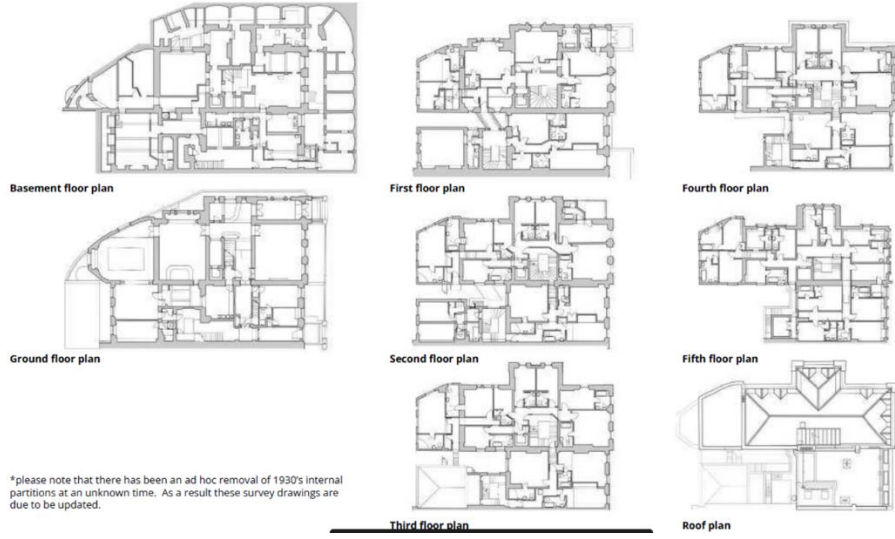 Basement floor plan
First floor plan
Fourth floor plan
Ground floor plan
Second floor plan
Fifth floor plan
*please note that there has been an ad hoc removal of 1930's internal
partitions at an unknown time. As a result these survey drawings are
due to be updated.
Third floor plan
Roof plan